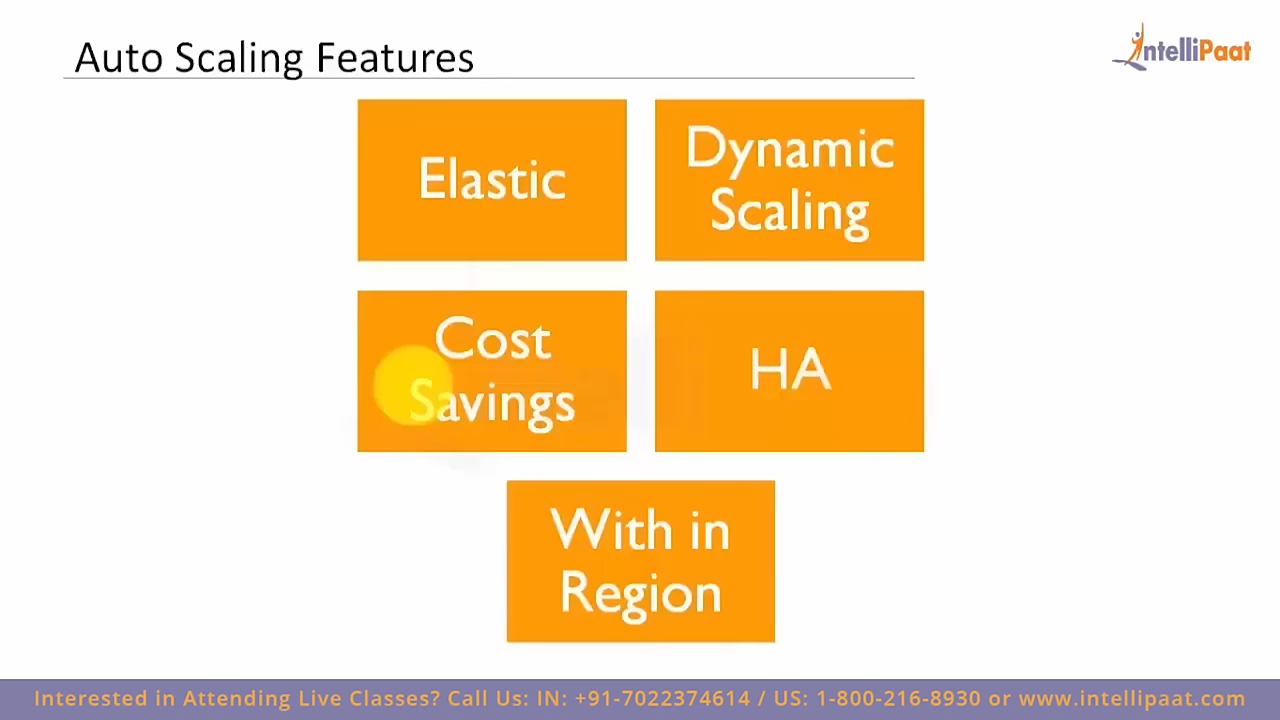 Auto Scaling Features
IntelliPaat
Elastic
Dynamic
Scaling
Cost
Savings
HA
With in
Region
Interested in Attending Live Classes? Call Us: IN: +91-7022374614 / US: 1-800-216-8930 or www.intellipaat.com